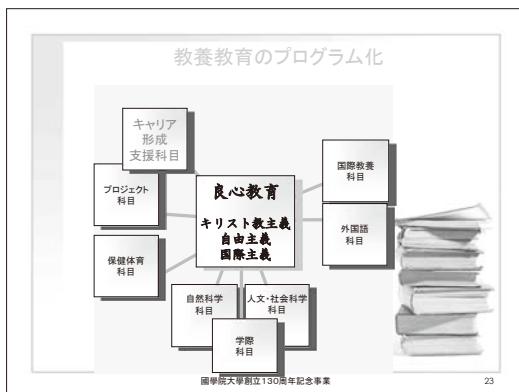 教養教育のプログラム化
キャリア
形成
支援科目
プロジェクト
科目
保健体育
科目
良心教育
キリスト教主義
自由主義
国際主義
国際教養
科目
外国語
科目
自然科学
科目
人文・社会科学
科目
学際
科目
國學院大學創立130周年記念事業
23